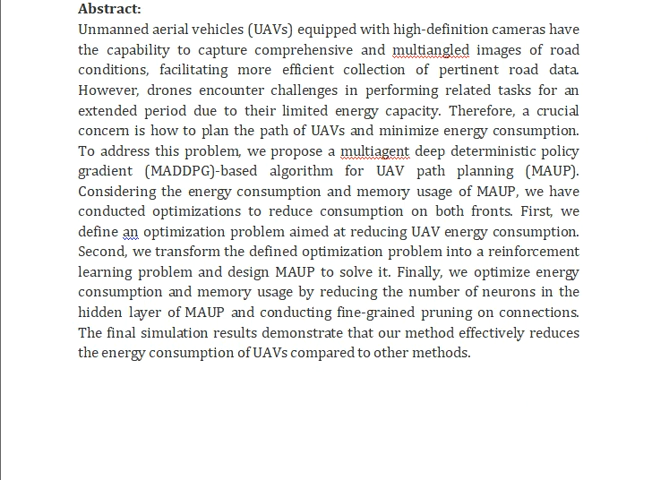 Abstract:
Unmanned aerial vehicles (UAVs) equipped with high-definition cameras have
the capability to capture comprehensive and multiangled images of road
conditions, facilitating more efficient collection of pertinent road data.
However, drones encounter challenges in performing related tasks for an
extended period due to their limited energy capacity. Therefore, a crucial
concern is how to plan the path of UAVs and minimize energy consumption.
To address this problem, we propose a multiagent deep deterministic policy
gradient (MADDPG)-based algorithm for UAV path planning (MAUP).
Considering the energy consumption and memory usage of MAUP, we have
conducted optimizations to reduce consumption on both fronts. First, we
define an optimization problem aimed at reducing UAV energy consumption.
Second, we transform the defined optimization problem into a reinforcement
learning problem and design MAUP to solve it. Finally, we optimize energy
consumption and memory usage by reducing the number of neurons in the
hidden layer of MAUP and conducting fine-grained pruning on connections.
The final simulation results demonstrate that our method effectively reduces
the energy consumption of UAVs compared to other methods.